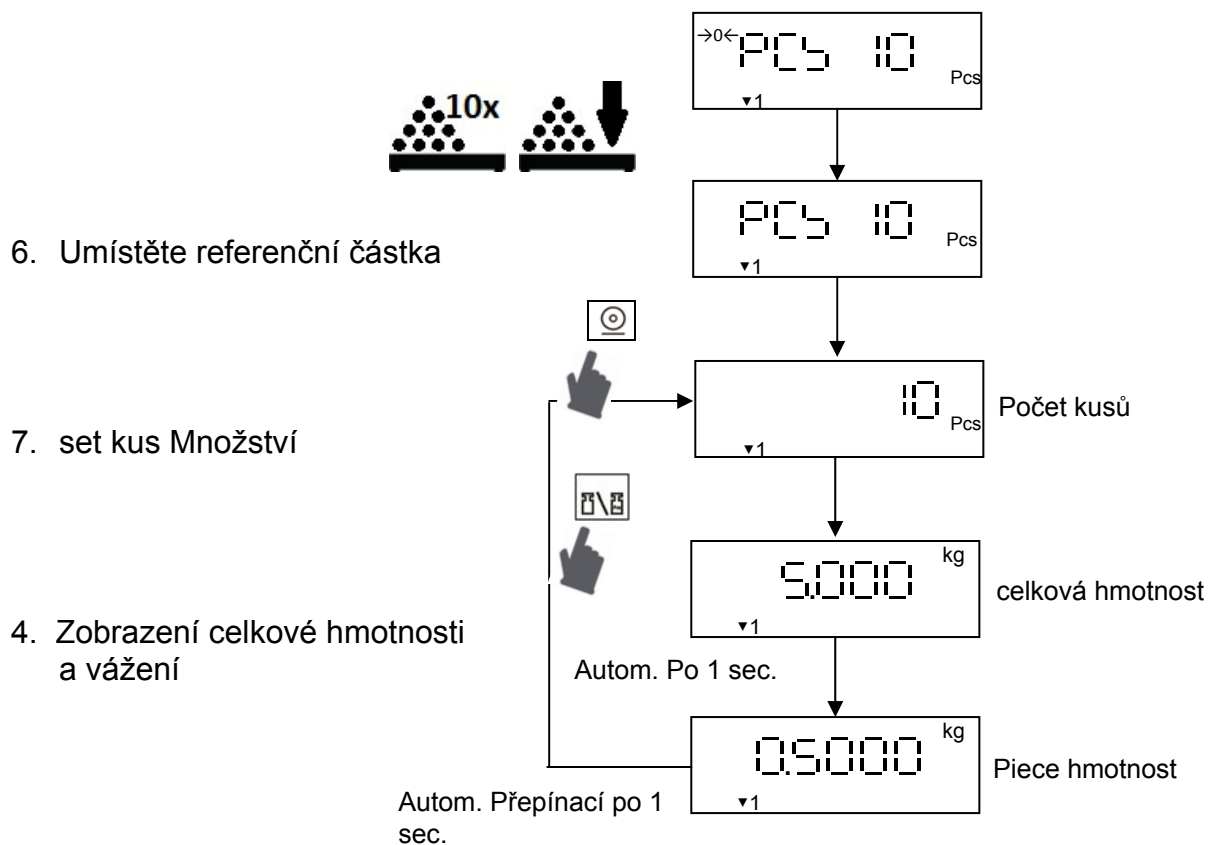 →0←
PCS 10
Pcs
▼1
10x
PCS 10
Pcs
▼1
6. Umístěte referenční částka
10
Pcs
▼1
Počet kusů
7. set kus Množství
5.000
kg
▼1
celková hmotnost
4. Zobrazení celkové hmotnosti
a vážení
Autom. Po 1 sec.
0.5000
kg
▼1
Piece hmotnost
Autom. Přepínací po 1
sec.